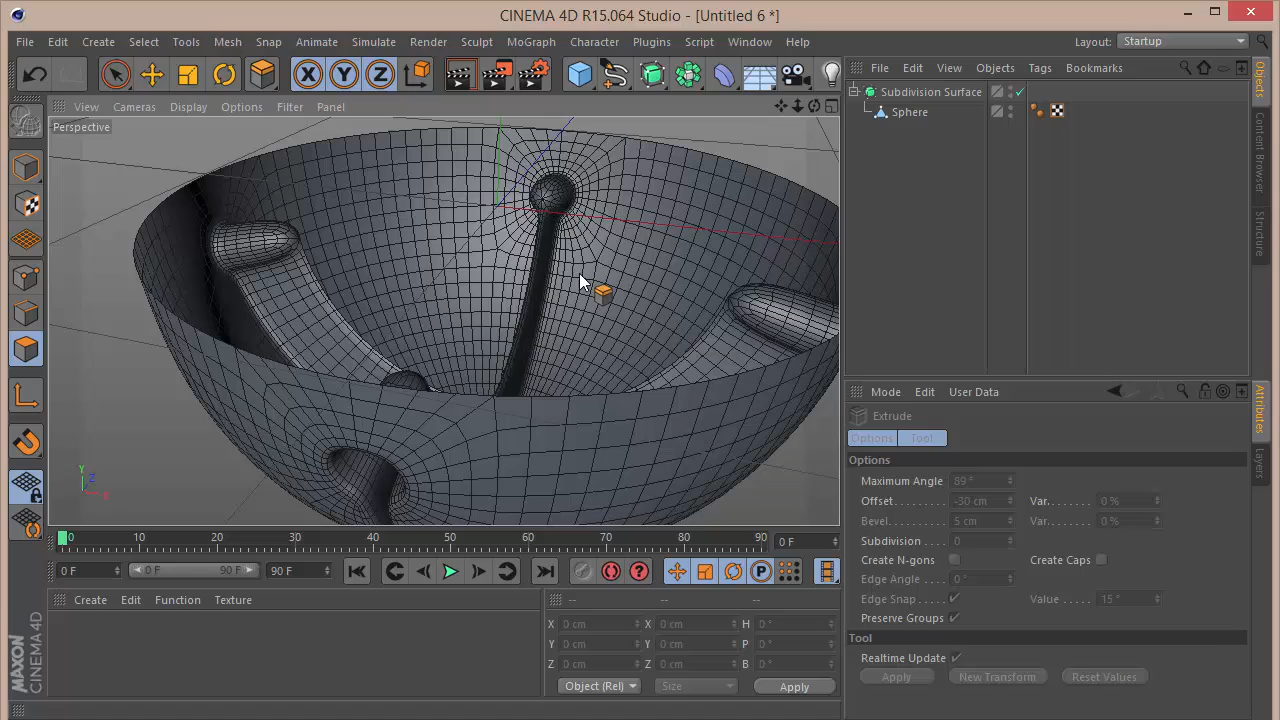 CINEMA 4D R15.064 Studio - [Untitled 6 *]
File Edit Create Select Tools Mesh Snap Animate Simulate Render Sculpt MoGraph Character Plugins Script Window Help Layout: Startup
X Y Z
File Edit View Objects Tags Bookmarks
Subdivision Surface
Sphere
View Cameras Display Options Filter Panel
Perspective
Y
Z
X
Objects
Content Browser
Structure
Attributes
Layers
Mode Edit User Data
Extrude
Options Tool
Options
Maximum Angle 89 °
Offset -30 cm Var. 0 %
Bevel 5 cm Var. 0 %
Subdivision 0
Create N-gons Create Caps
Edge Angle 0 °
Edge Snap Value 15 °
Preserve Groups
Tool
Realtime Update
Apply New Transform Reset Values
0 10 20 30 40 50 60 70 80 90 0 F
0 F 0 F 90 F 90 F
P
Create Edit Function Texture
-- -- --
X 0 cm X 0 cm H 0 °
Y 0 cm Y 0 cm P 0 °
Z 0 cm Z 0 cm B 0 °
Object (Rel) Size Apply
MAXON
CINEMA 4D